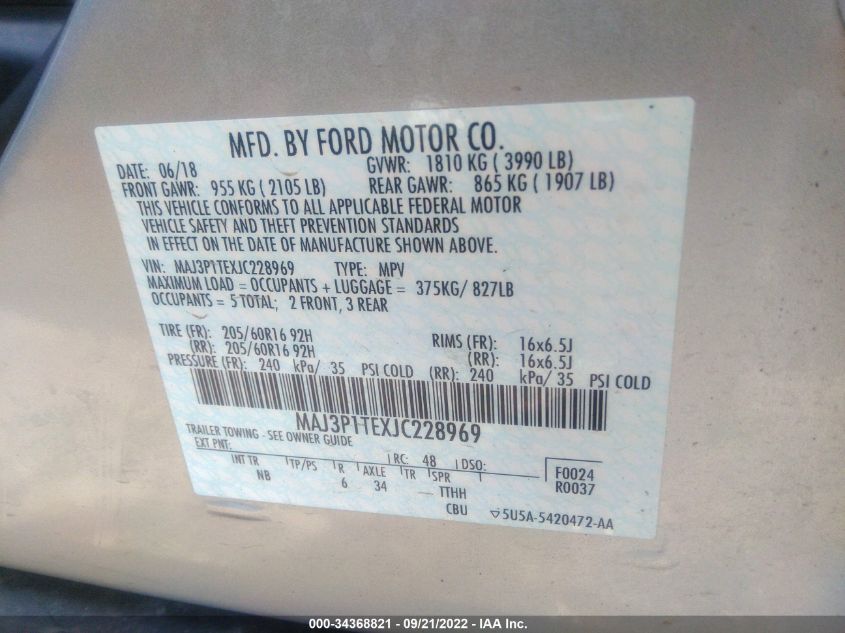 MFD. BY FORD MOTOR CO.
DATE: 06/18 GVWR: 1810 KG ( 3990 LB)
FRONT GAWR: 955 KG ( 2105 LB) REAR GAWR: 865 KG ( 1907 LB)
THIS VEHICLE CONFORMS TO ALL APPLICABLE FEDERAL MOTOR
VEHICLE SAFETY AND THEFT PREVENTION STANDARDS
IN EFFECT ON THE DATE OF MANUFACTURE SHOWN ABOVE.
VIN: MAJ3P1TEXJC228969 TYPE: MPV
MAXIMUM LOAD = OCCUPANTS + LUGGAGE = 375KG/ 827LB
OCCUPANTS = 5 TOTAL; 2 FRONT, 3 REAR
TIRE (FR): 205/60R16 92H RIMS (FR): 16x6.5J
(RR): 205/60R16 92H (RR): 16x6.5J
PRESSURE (FR): 240 kPa/ 35 PSI COLD (RR): 240 kPa/ 35 PSI COLD
MAJ3P1TEXJC228969
TRAILER TOWING - SEE OWNER GUIDE
EXT PNT: RC: 48 DSO: F0024
INT TR TP/PS R AXLE TR SPR R0037
NB 6 34 TTHH
CBU 5U5A-5420472-AA
000-34368821 - 09/21/2022 - IAA Inc.